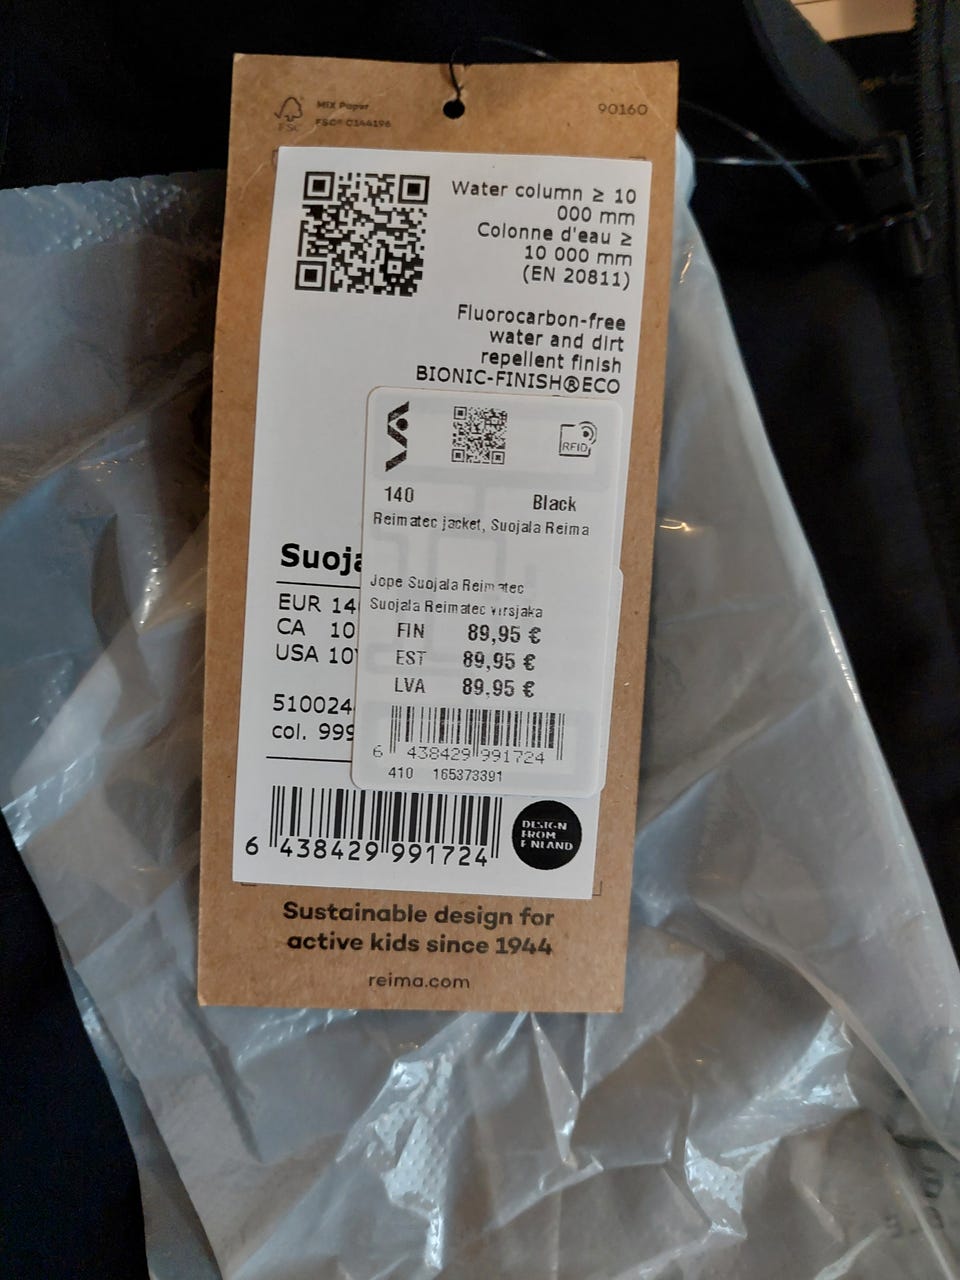 FSC
MIX Paper
FSC® C144196
90160
Water column ≥ 10
000 mm
Colonne d'eau ≥
10 000 mm
(EN 20811)
Fluorocarbon-free
water and dirt
repellent finish
BIONIC-FINISH®ECO
RFID
140 Black
Reimatec jacket, Suojala Reima
Jope Suojala Reimatec
Suojala Reimatec virsjaka
FIN 89,95 €
EST 89,95 €
LVA 89,95 €
6 438429 991724
410 165373391
Suoja
EUR 14
CA 10
USA 10
510024
col. 999
6 438429 991724
DESIGN
FROM
FINLAND
Sustainable design for
active kids since 1944
reima.com